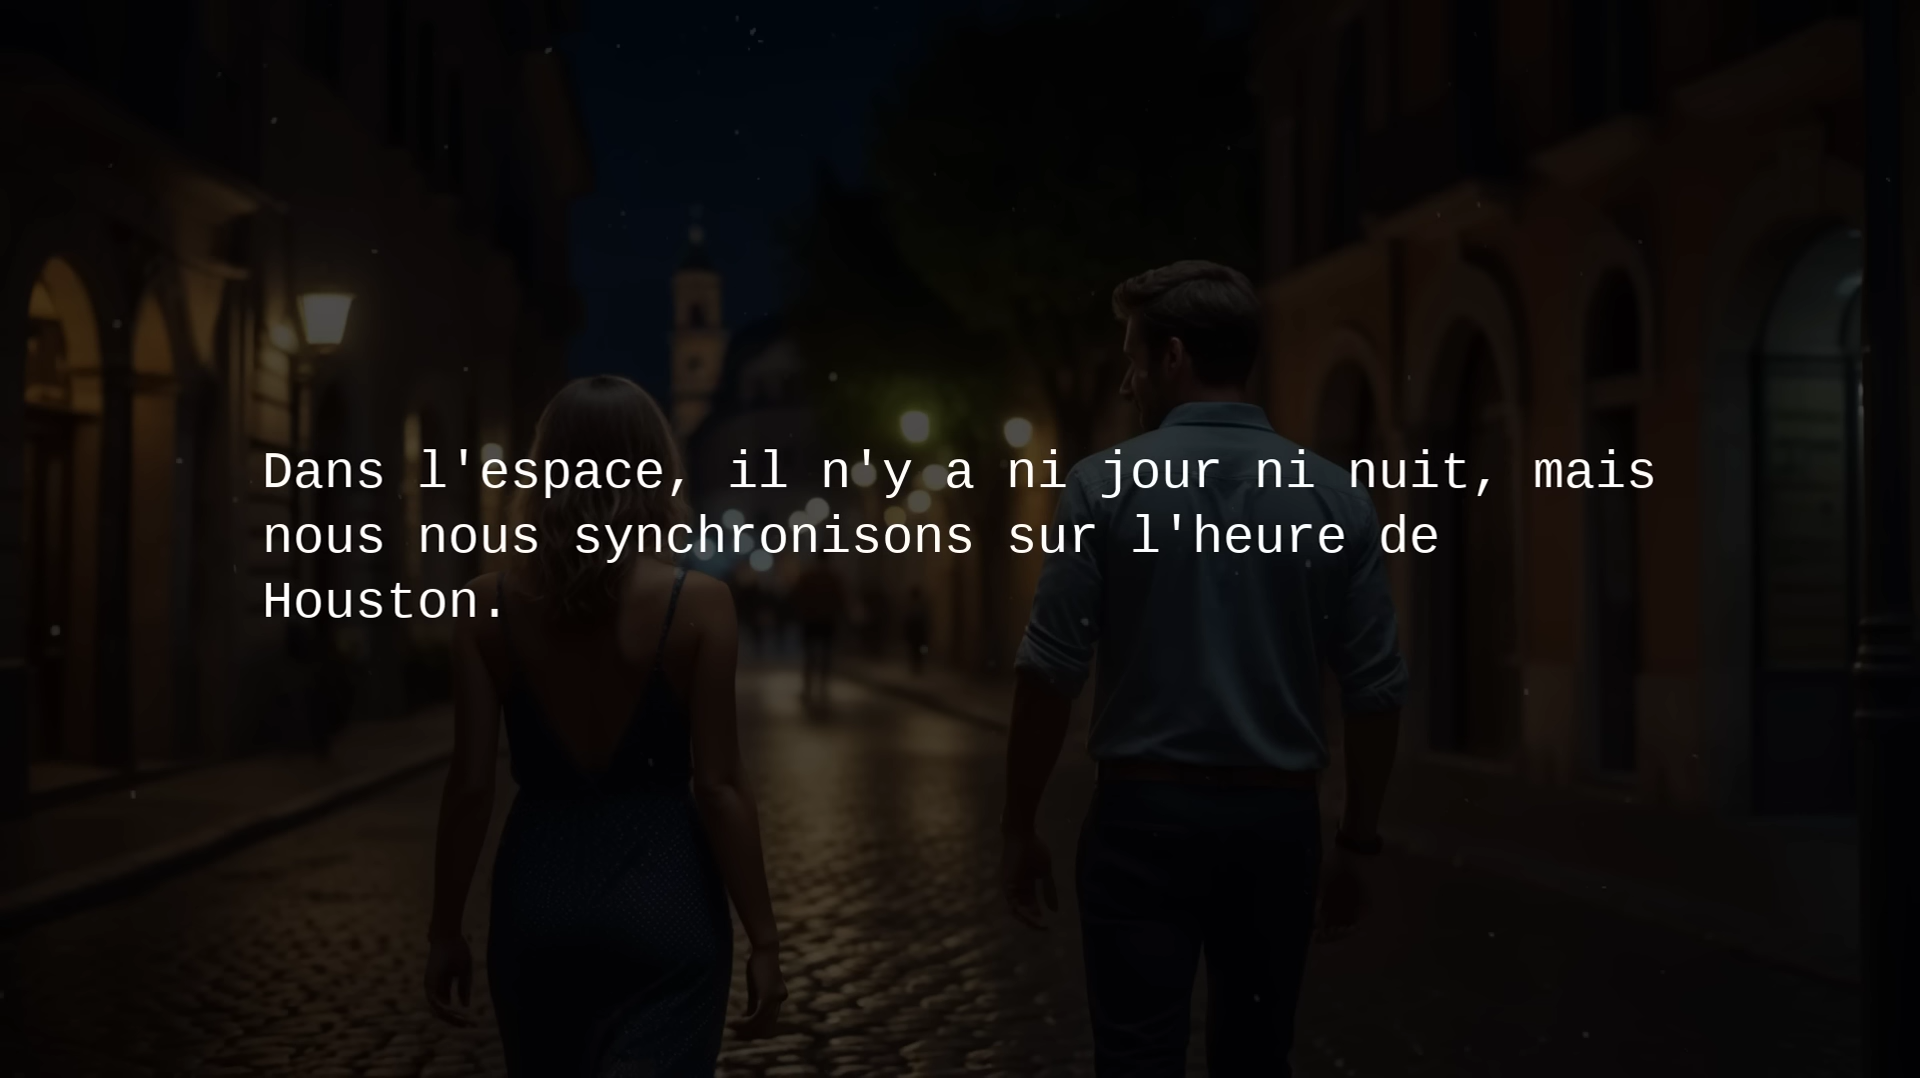 Dans l'espace, il n'y a ni jour ni nuit, mais
nous nous synchronisons sur l'heure de
Houston.